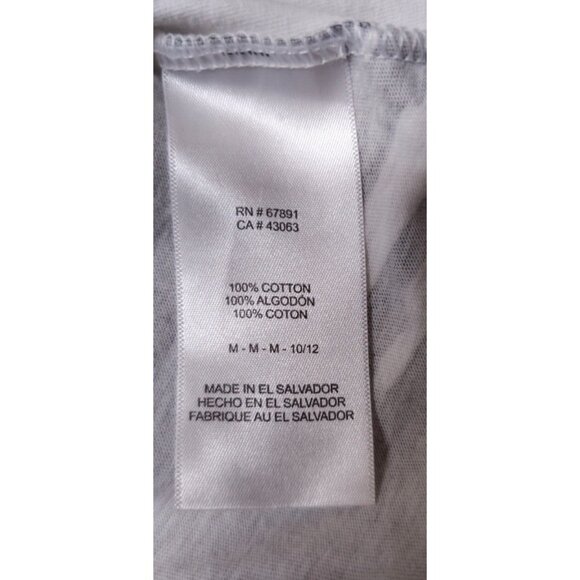 RN # 67891
CA # 43063
100% COTTON
100% ALGODÓN
100% COTON
M - M - M - 10/12
MADE IN EL SALVADOR
HECHO EN EL SALVADOR
FABRIQUE AU EL SALVADOR